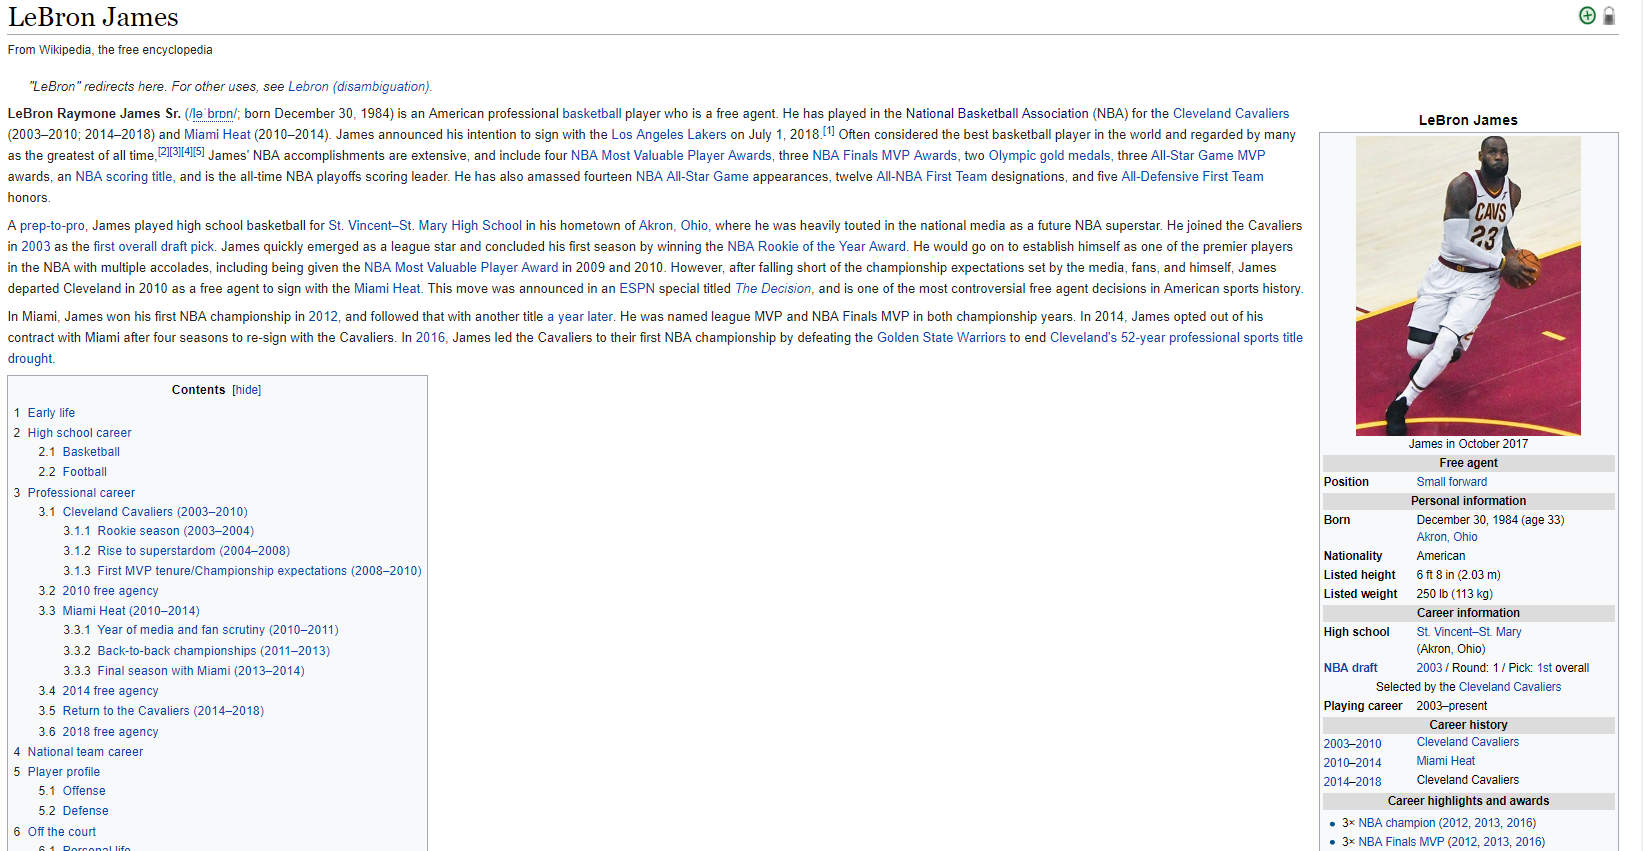 LeBron James
From Wikipedia, the free encyclopedia
"LeBron" redirects here. For other uses, see Lebron (disambiguation).
LeBron Raymone James Sr. (/ləˈbrɒn/; born December 30, 1984) is an American professional basketball player who is a free agent. He has played in the National Basketball Association (NBA) for the Cleveland Cavaliers
(2003–2010; 2014–2018) and Miami Heat (2010–2014). James announced his intention to sign with the Los Angeles Lakers on July 1, 2018.[1] Often considered the best basketball player in the world and regarded by many
as the greatest of all time,[2][3][4][5] James' NBA accomplishments are extensive, and include four NBA Most Valuable Player Awards, three NBA Finals MVP Awards, two Olympic gold medals, three All-Star Game MVP
awards, an NBA scoring title, and is the all-time NBA playoffs scoring leader. He has also amassed fourteen NBA All-Star Game appearances, twelve All-NBA First Team designations, and five All-Defensive First Team
honors.
A prep-to-pro, James played high school basketball for St. Vincent–St. Mary High School in his hometown of Akron, Ohio, where he was heavily touted in the national media as a future NBA superstar. He joined the Cavaliers
in 2003 as the first overall draft pick. James quickly emerged as a league star and concluded his first season by winning the NBA Rookie of the Year Award. He would go on to establish himself as one of the premier players
in the NBA with multiple accolades, including being given the NBA Most Valuable Player Award in 2009 and 2010. However, after falling short of the championship expectations set by the media, fans, and himself, James
departed Cleveland in 2010 as a free agent to sign with the Miami Heat. This move was announced in an ESPN special titled The Decision, and is one of the most controversial free agent decisions in American sports history.
In Miami, James won his first NBA championship in 2012, and followed that with another title a year later. He was named league MVP and NBA Finals MVP in both championship years. In 2014, James opted out of his
contract with Miami after four seasons to re-sign with the Cavaliers. In 2016, James led the Cavaliers to their first NBA championship by defeating the Golden State Warriors to end Cleveland's 52-year professional sports title
drought.
Contents [hide]
1 Early life
2 High school career
2.1 Basketball
2.2 Football
3 Professional career
3.1 Cleveland Cavaliers (2003–2010)
3.1.1 Rookie season (2003–2004)
3.1.2 Rise to superstardom (2004–2008)
3.1.3 First MVP tenure/Championship expectations (2008–2010)
3.2 2010 free agency
3.3 Miami Heat (2010–2014)
3.3.1 Year of media and fan scrutiny (2010–2011)
3.3.2 Back-to-back championships (2011–2013)
3.3.3 Final season with Miami (2013–2014)
3.4 2014 free agency
3.5 Return to the Cavaliers (2014–2018)
3.6 2018 free agency
4 National team career
5 Player profile
5.1 Offense
5.2 Defense
6 Off the court
6.1 Personal life
LeBron James
CAVS
23
James in October 2017
Free agent
Position Small forward
Personal information
Born December 30, 1984 (age 33)
Akron, Ohio
Nationality American
Listed height 6 ft 8 in (2.03 m)
Listed weight 250 lb (113 kg)
Career information
High school St. Vincent–St. Mary
(Akron, Ohio)
NBA draft 2003 / Round: 1 / Pick: 1st overall
Selected by the Cleveland Cavaliers
Playing career 2003–present
Career history
2003–2010 Cleveland Cavaliers
2010–2014 Miami Heat
2014–2018 Cleveland Cavaliers
Career highlights and awards
• 3× NBA champion (2012, 2013, 2016)
• 3× NBA Finals MVP (2012, 2013, 2016)